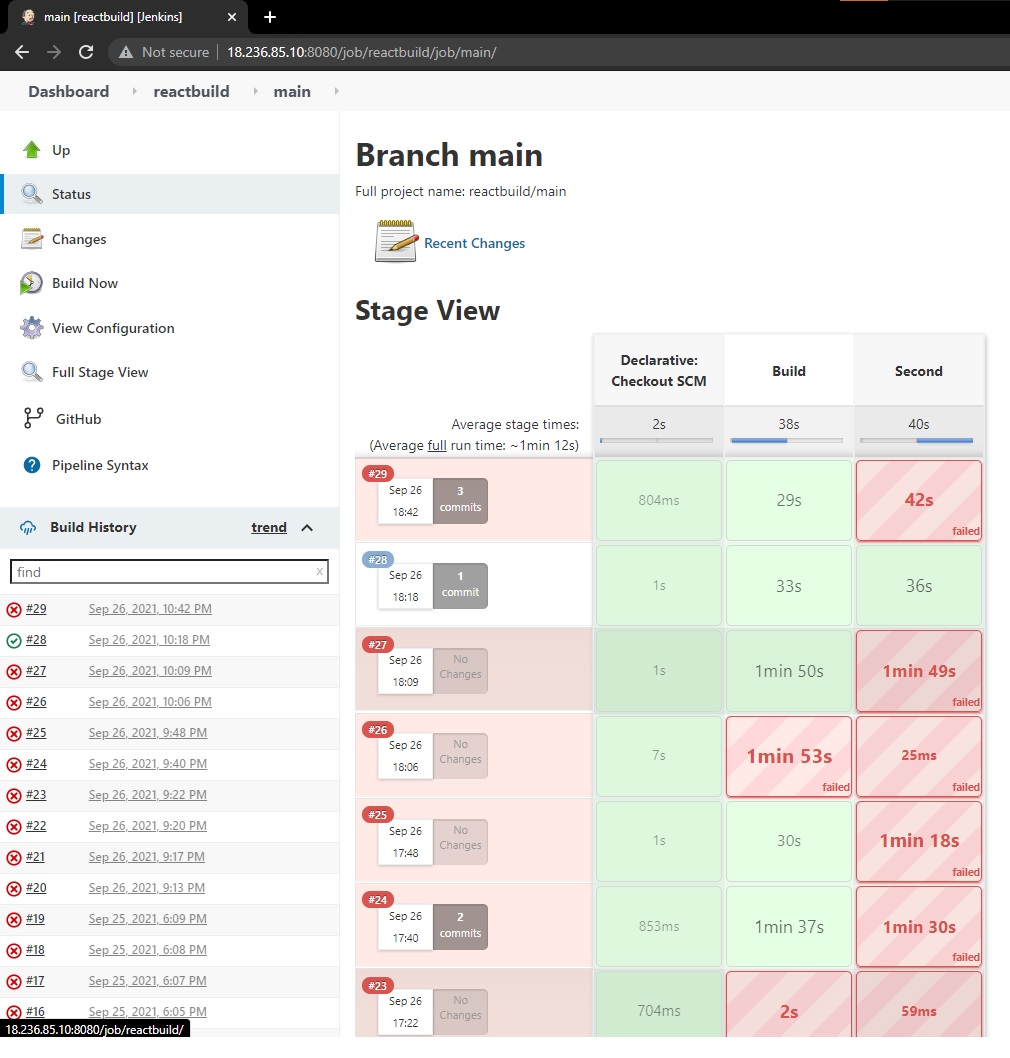 main [reactbuild] [Jenkins]
Not secure 18.236.85.10:8080/job/reactbuild/job/main/
Dashboard reactbuild main
Up
Status
Changes
Build Now
View Configuration
Full Stage View
GitHub
Pipeline Syntax
Build History trend
find x
#29 Sep 26, 2021, 10:42 PM
#28 Sep 26, 2021, 10:18 PM
#27 Sep 26, 2021, 10:09 PM
#26 Sep 26, 2021, 10:06 PM
#25 Sep 26, 2021, 9:48 PM
#24 Sep 26, 2021, 9:40 PM
#23 Sep 26, 2021, 9:22 PM
#22 Sep 26, 2021, 9:20 PM
#21 Sep 26, 2021, 9:17 PM
#20 Sep 26, 2021, 9:13 PM
#19 Sep 25, 2021, 6:09 PM
#18 Sep 25, 2021, 6:08 PM
#17 Sep 25, 2021, 6:07 PM
#16 Sep 25, 2021, 6:05 PM
18.236.85.10:8080/job/reactbuild/
Branch main
Full project name: reactbuild/main
Recent Changes
Stage View
Declarative:
Checkout SCM
Build
Second
Average stage times:
(Average full run time: ~1min 12s)
2s
38s
40s
#29
Sep 26
18:42
3
commits
804ms
29s
42s
failed
#28
Sep 26
18:18
1
commit
1s
33s
36s
#27
Sep 26
18:09
No
Changes
1s
1min 50s
1min 49s
failed
#26
Sep 26
18:06
No
Changes
7s
1min 53s
failed
25ms
failed
#25
Sep 26
17:48
No
Changes
1s
30s
1min 18s
failed
#24
Sep 26
17:40
2
commits
853ms
1min 37s
1min 30s
failed
#23
Sep 26
17:22
No
Changes
704ms
2s
59ms